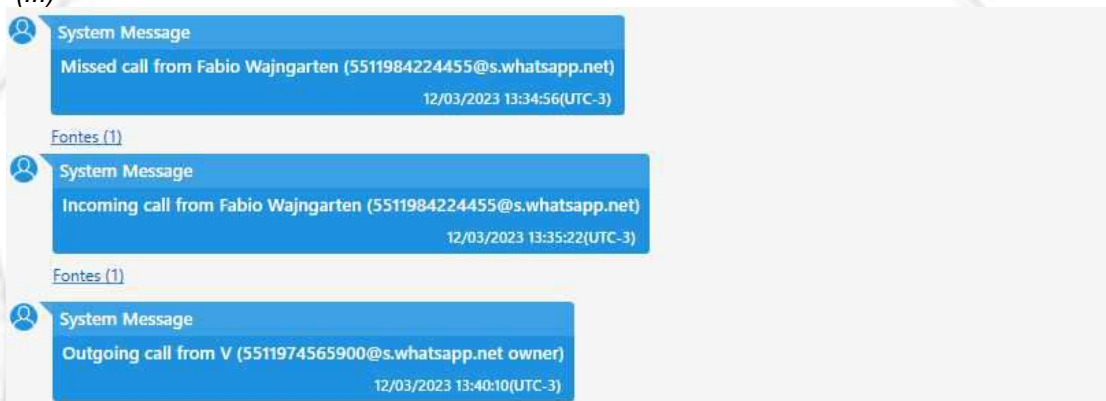 (...)
System Message
Missed call from Fabio Wajngarten (5511984224455@s.whatsapp.net)
12/03/2023 13:34:56(UTC-3)
Fontes (1)
System Message
Incoming call from Fabio Wajngarten (5511984224455@s.whatsapp.net)
12/03/2023 13:35:22(UTC-3)
Fontes (1)
System Message
Outgoing call from V (5511974565900@s.whatsapp.net owner)
12/03/2023 13:40:10(UTC-3)